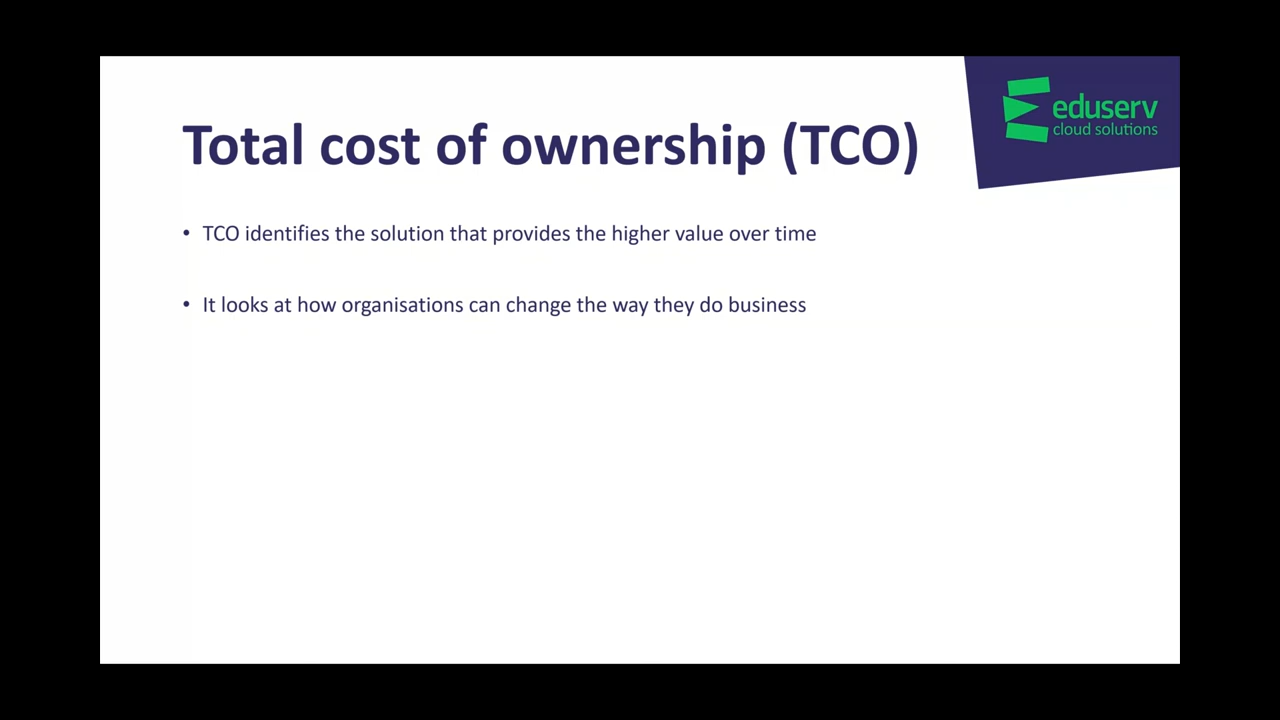 Total cost of ownership (TCO)
eduserv
cloud solutions
• TCO identifies the solution that provides the higher value over time
• It looks at how organisations can change the way they do business